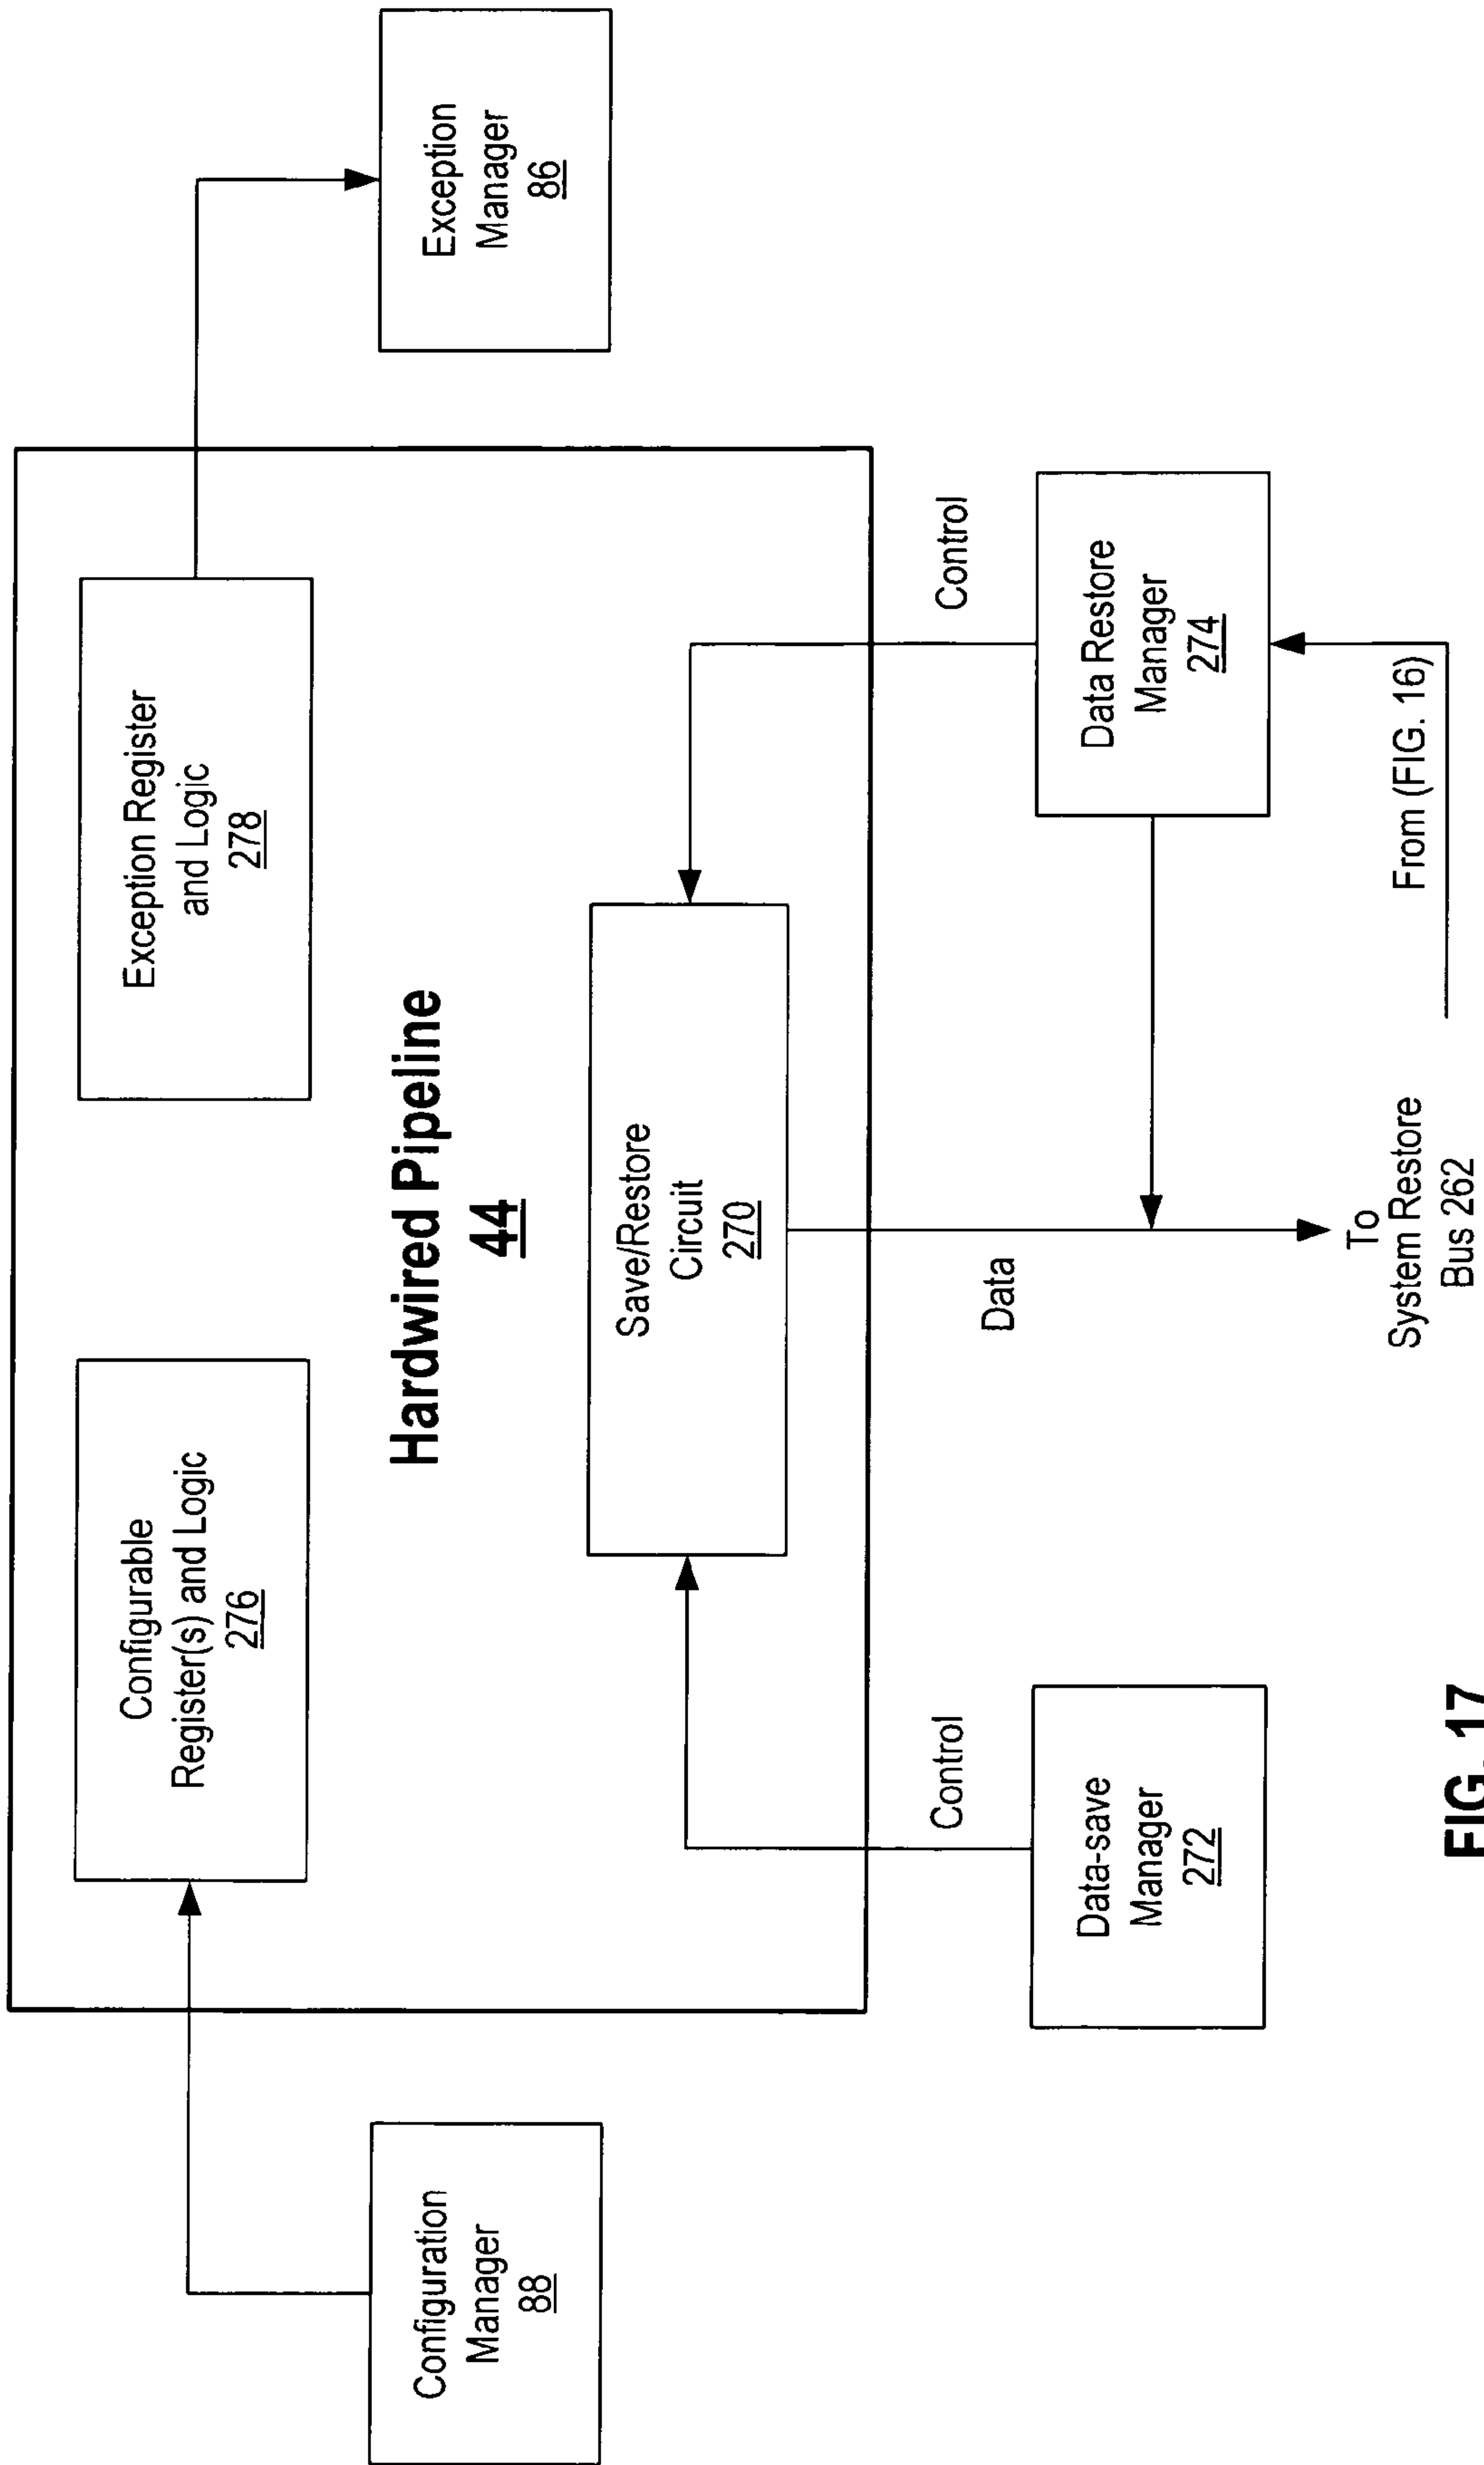 Configuration
Manager
88
Configurable
Register(s) and Logic
276
Exception Register
and Logic
278
Exception
Manager
86
Hardwired Pipeline
44
Save/Restore
Circuit
270
Control
Data
Control
Data-save
Manager
272
Data Restore
Manager
274
To
System Restore
Bus 262
From (FIG. 16)
FIG. 17